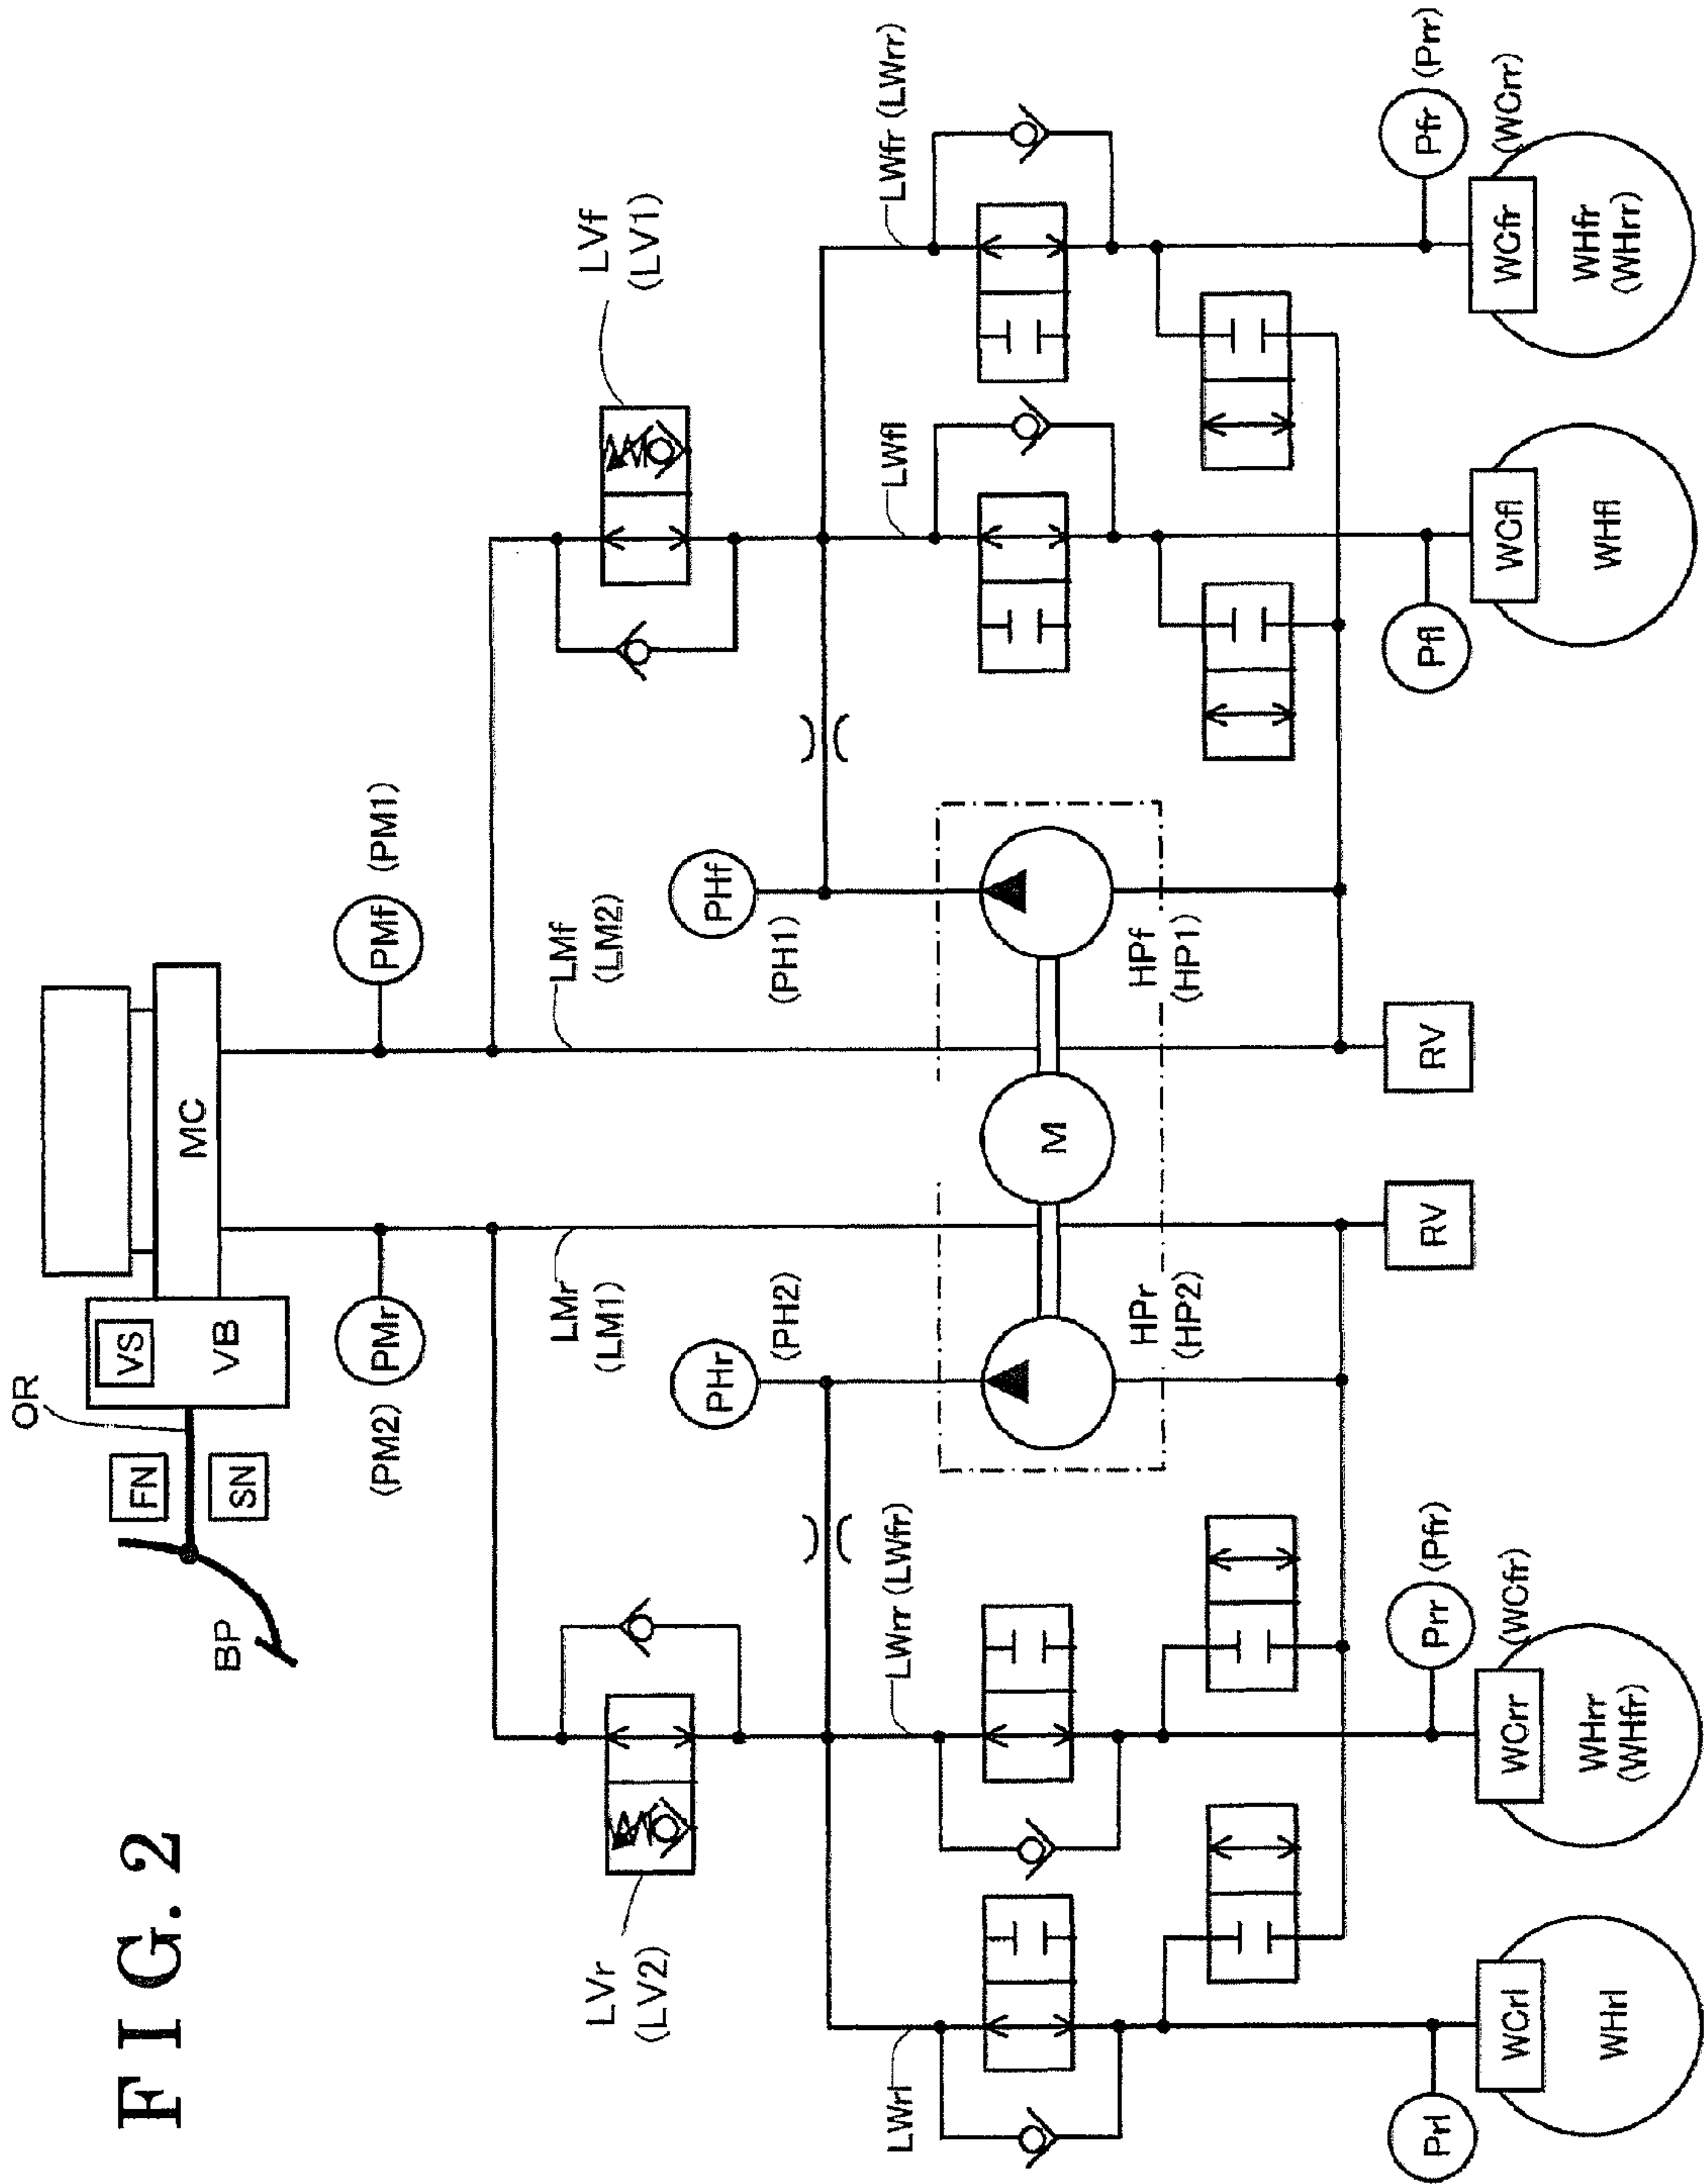 FIG. 2
BP
OR
FN
SN
VS
VB
MC
PMr
(PM2)
PMf
(PM1)
LVr
(LV2)
LMr
(LM1)
LMf
(LM2)
LVf
(LV1)
PHr
(PH2)
PHf
(PH1)
LWrl
LWrr (LWfr)
LWfl
LWfr (LWrr)
HPr
(HP2)
M
HPf
(HP1)
Prl
Prr
(Pfr)
RV
RV
Pfl
Pfr
(Prr)
WCrl
WHrl
WCrr
(WCfr)
WHrr
(WHfr)
WCfl
WHfl
WCfr
(WCrr)
WHfr
(WHrr)